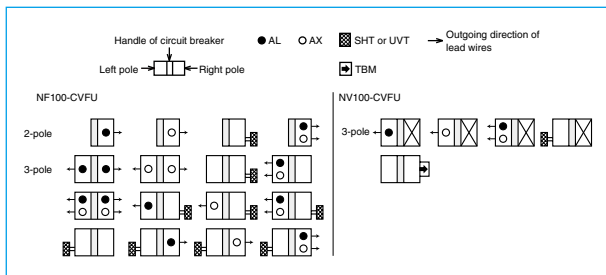 Handle of circuit breaker
AL
AX
SHT or UVT
Outgoing direction of
lead wires
Left pole
Right pole
TBM
NF100-CVFU
NV100-CVFU
2-pole
3-pole
3-pole